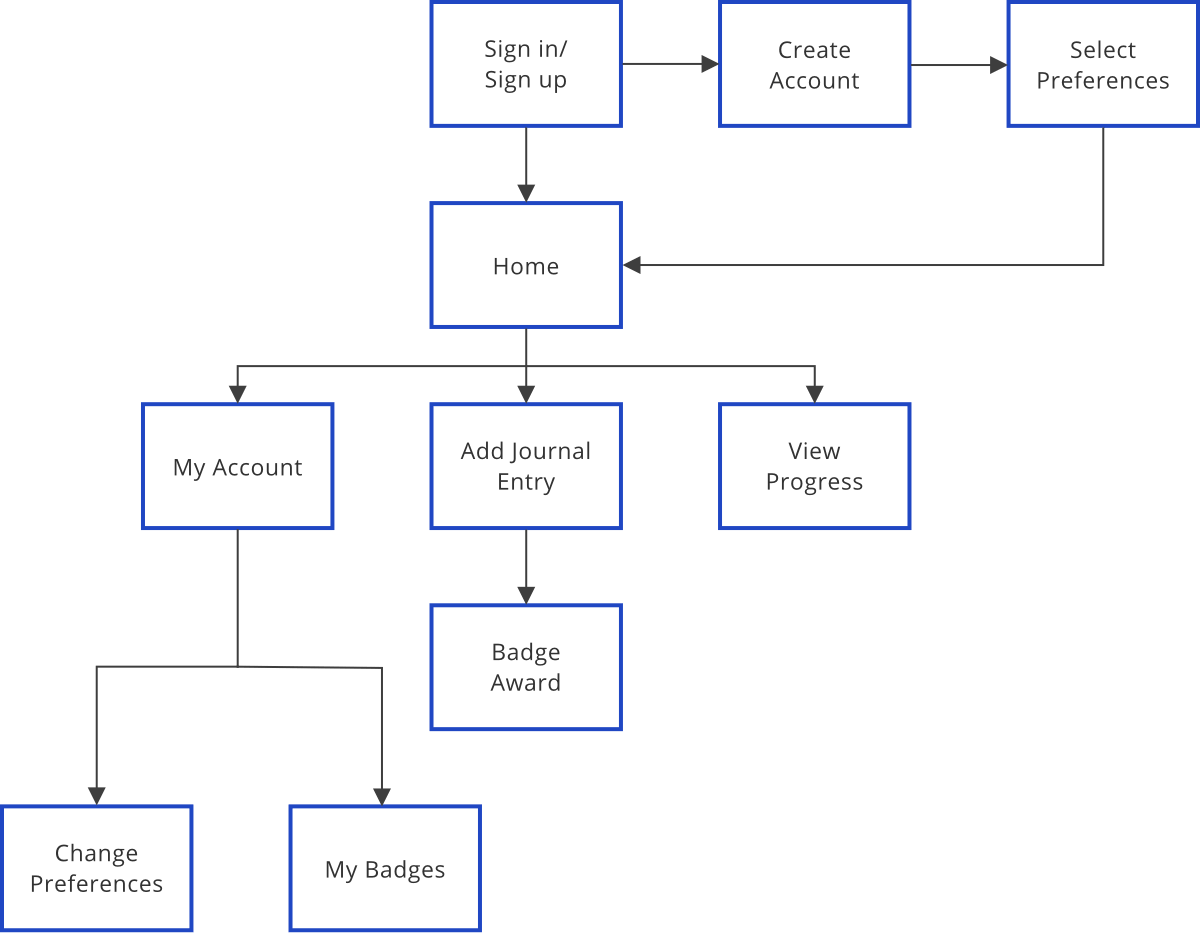 Sign in/
Sign up
Create
Account
Select
Preferences
Home
My Account
Add Journal
Entry
View
Progress
Badge
Award
Change
Preferences
My Badges